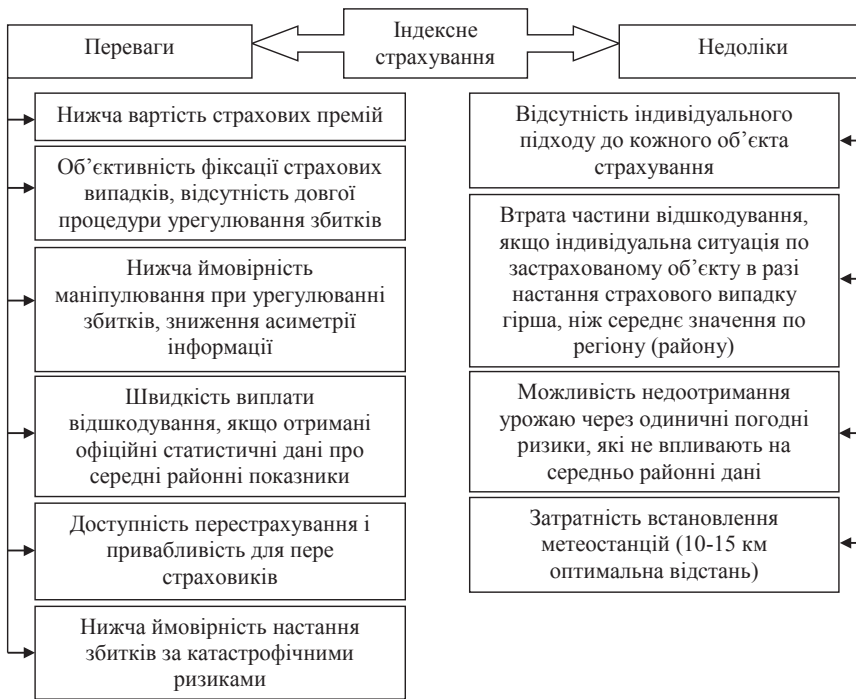 Індексне
страхування
Переваги
Нижча вартість страхових премій
Об’єктивність фіксації страхових
випадків, відсутність довгої
процедури урегулювання збитків
Нижча ймовірність
маніпулювання при урегулюванні
збитків, зниження асиметрії
інформації
Швидкість виплати
відшкодування, якщо отримані
офіційні статистичні дані про
середні районні показники
Доступність перестрахування і
привабливість для пере
страховиків
Нижча ймовірність настання
збитків за катастрофічними
ризиками
Недоліки
Відсутність індивідуального
підходу до кожного об’єкта
страхування
Втрата частини відшкодування,
якщо індивідуальна ситуація по
застрахованому об’єкту в разі
настання страхового випадку
гірша, ніж середнє значення по
регіону (району)
Можливість недоотримання
урожаю через одиничні погодні
ризики, які не впливають на
середньо районні дані
Затратність встановлення
метеостанцій (10-15 км
оптимальна відстань)